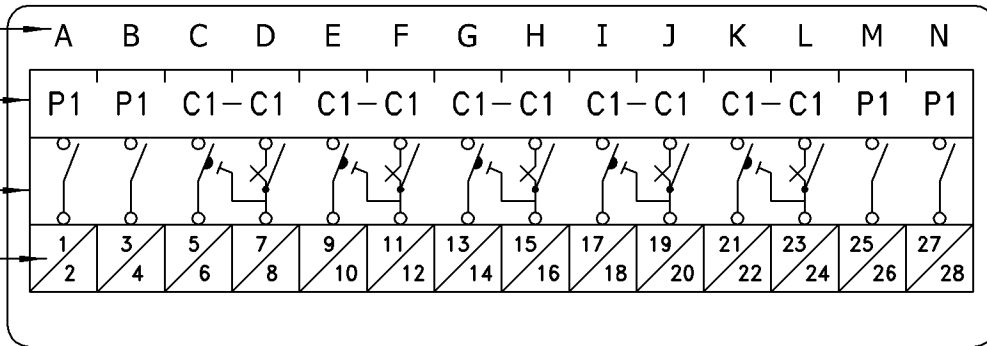 A B C D E F G H I J K L M N
P1 P1 C1-C1 C1-C1 C1-C1 C1-C1 C1-C1 P1 P1
1 3 5 7 9 11 13 15 17 19 21 23 25 27
2 4 6 8 10 12 14 16 18 20 22 24 26 28